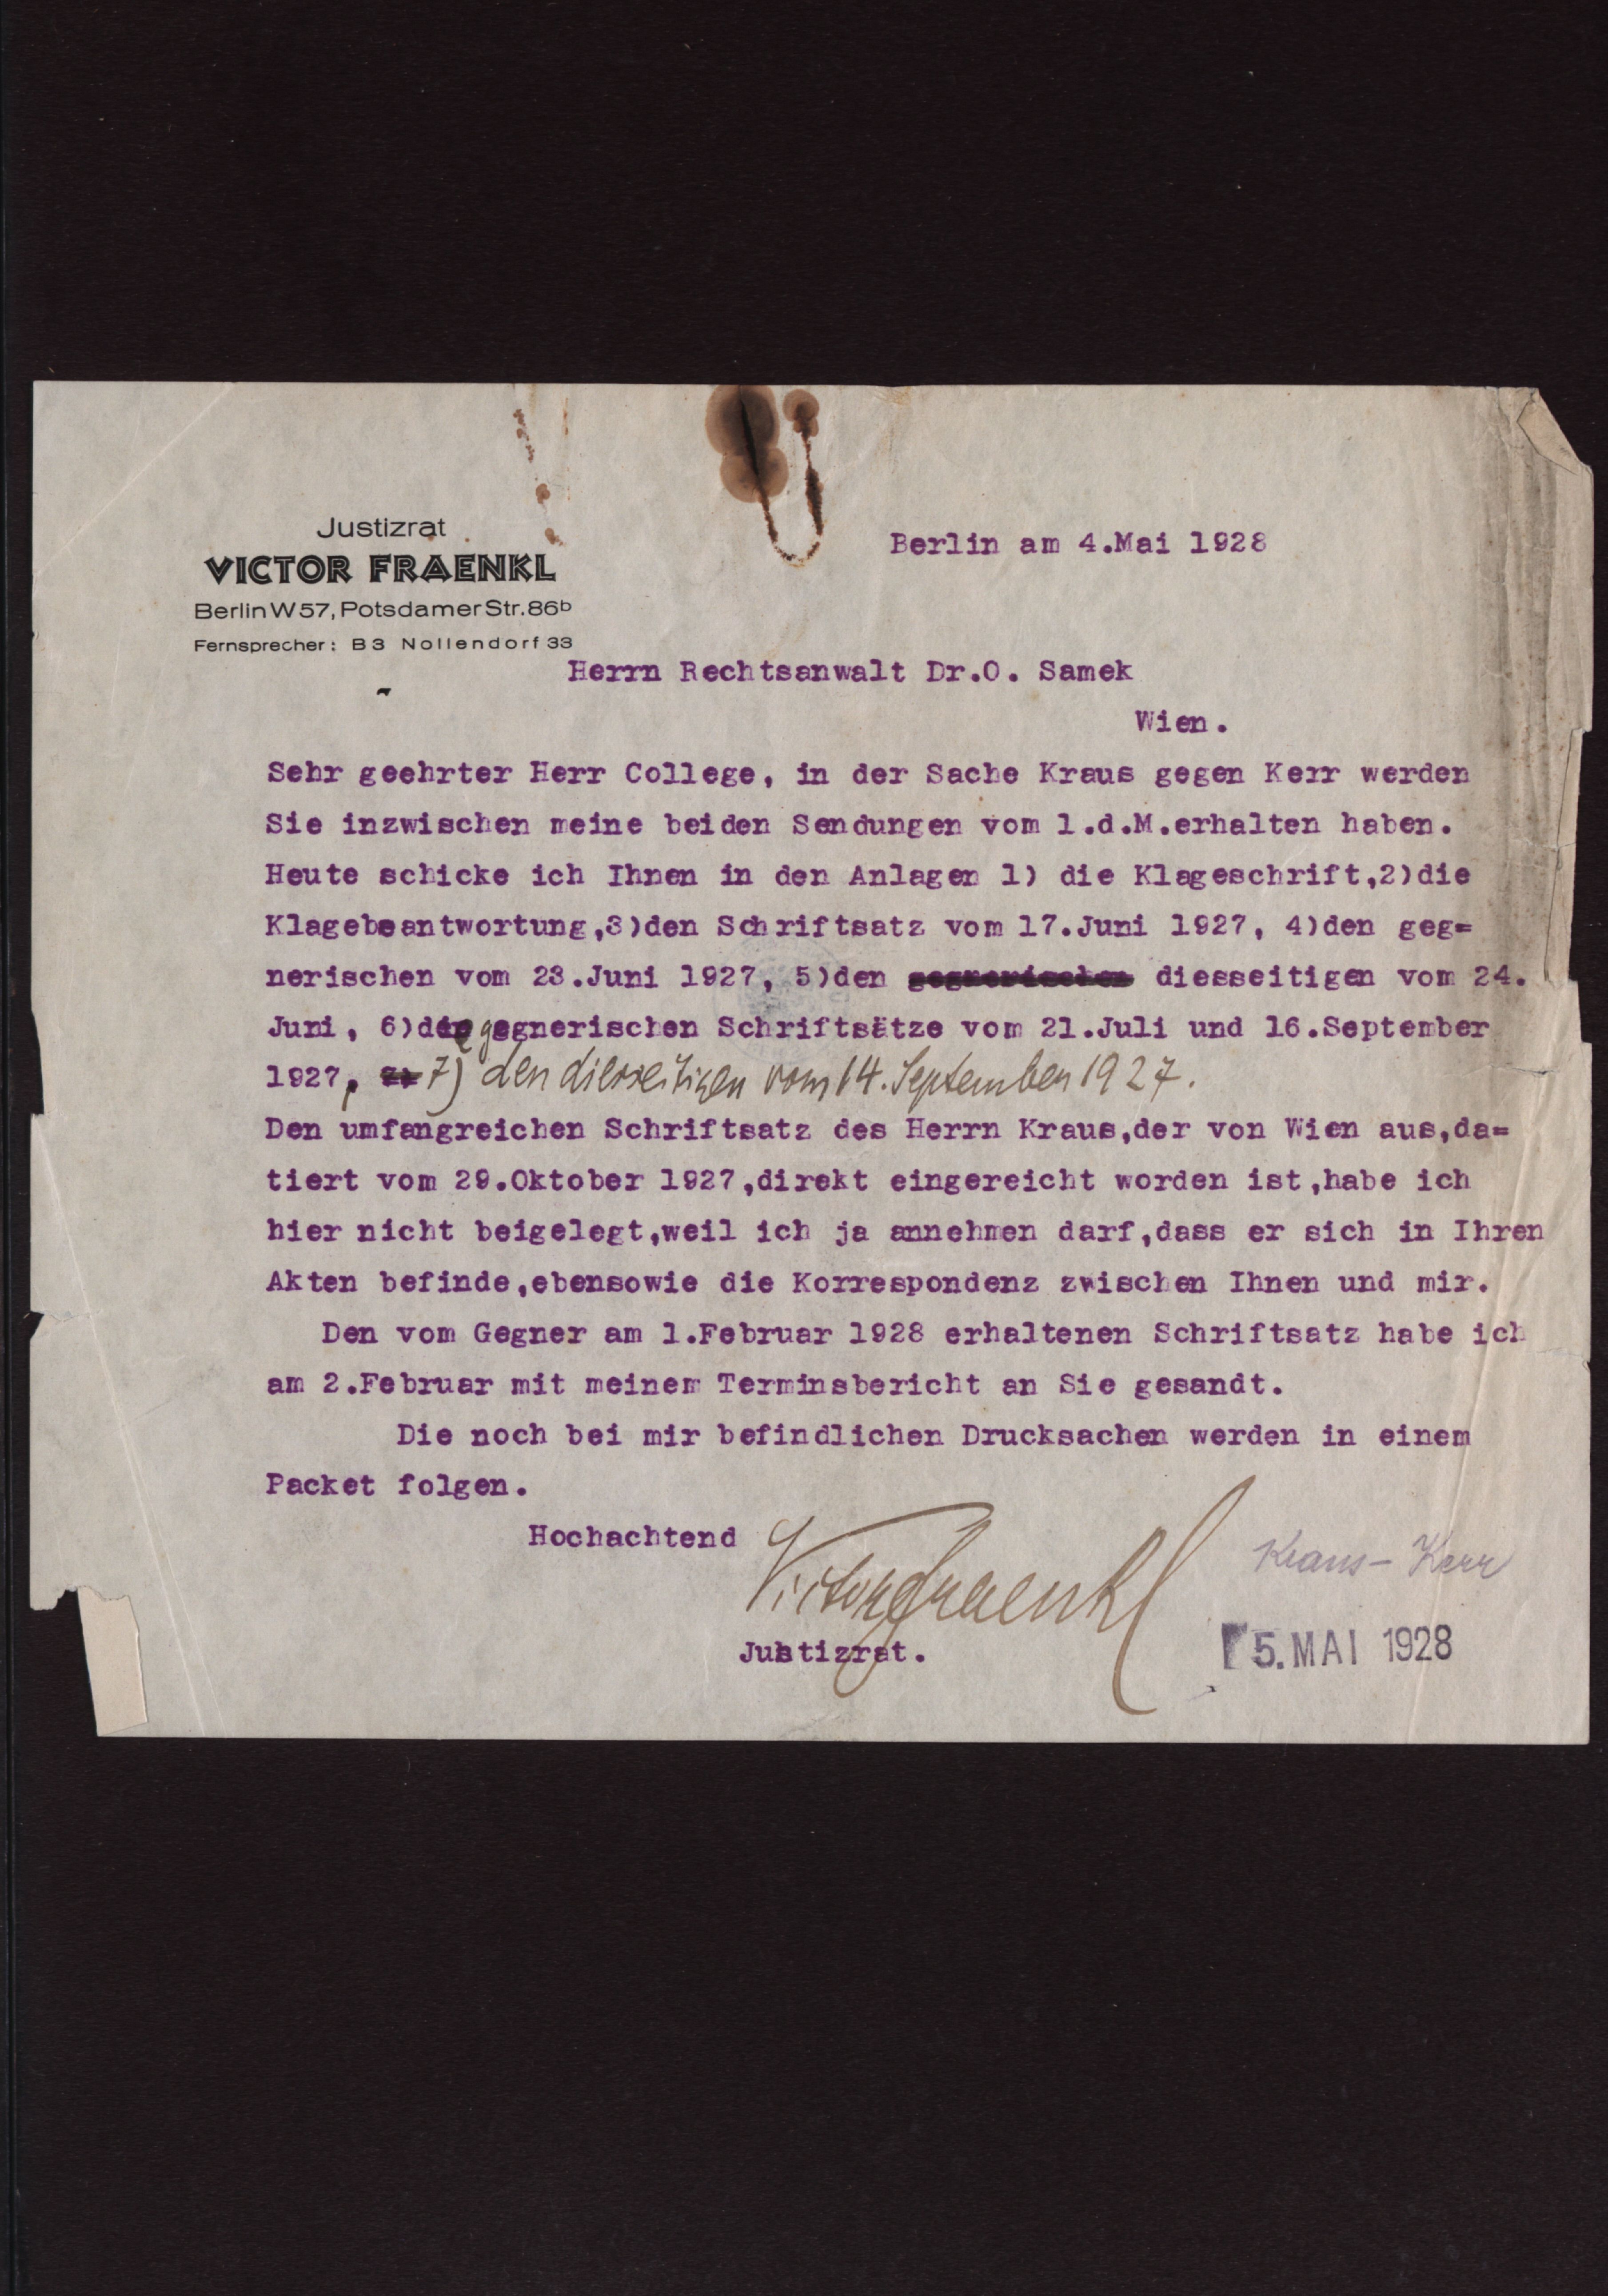 Justizrat
VICTOR FRAENKL
Berlin W 57, Potsdamer Str. 86b
Fernsprecher: B 3 Nollendorf 33
Berlin am 4.Mai 1928
Herrn Rechtsanwalt Dr.O. Samek
Wien.
Sehr geehrter Herr College, in der Sache Kraus gegen Kerr werden
Sie inzwischen meine beiden Sendungen vom 1.d.M.erhalten haben.
Heute schicke ich Ihnen in den Anlagen 1) die Klageschrift,2)die
Klagebeantwortung,3)den Schriftsatz vom 17.Juni 1927, 4)den geg=
nerischen vom 23.Juni 1927, 5)den gegnerischen diesseitigen vom 24.
Juni, 6)die gegnerischen Schriftsätze vom 21.Juli und 16.September
1927, 7) den diesseitigen vom 14. September 1927.
Den umfangreichen Schriftsatz des Herrn Kraus,der von Wien aus,da=
tiert vom 29.Oktober 1927,direkt eingereicht worden ist,habe ich
hier nicht beigelegt,weil ich ja annehmen darf,dass er sich in Ihren
Akten befinde,ebensowie die Korrespondenz zwischen Ihnen und mir.
Den vom Gegner am 1.Februar 1928 erhaltenen Schriftsatz habe ich
am 2.Februar mit meinem Terminsbericht an Sie gesandt.
Die noch bei mir befindlichen Drucksachen werden in einem
Packet folgen.
Hochachtend
Victor Fraenkl
Justizrat.
Kraus - Kerr
5. MAI 1928